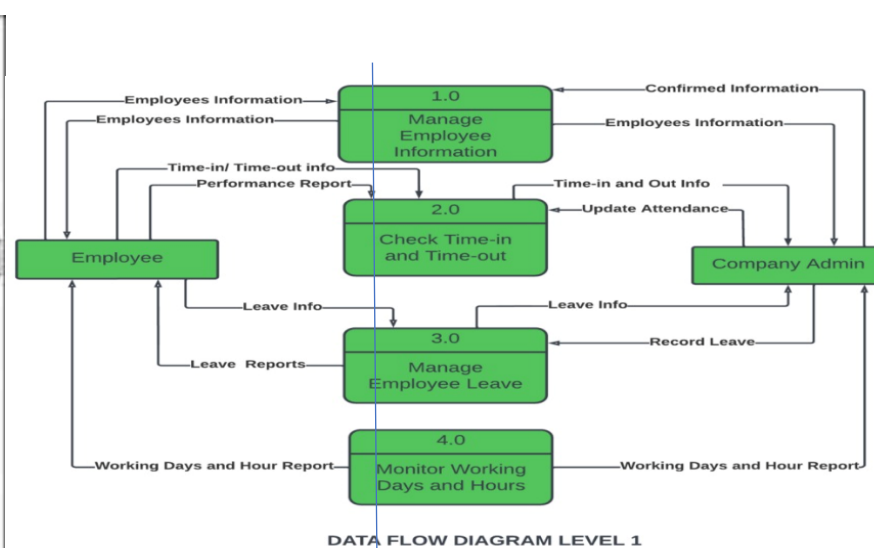 1.0
Confirmed Information
Employees Information
Manage
Employees Information
Employees Information
Employee
Information
Time-in/ Time-out info
Performance Report
Time-in and Out Info
2.0
Update Attendance
Check Time-in
and Time-out
Employee
Company Admin
Leave Info
Leave Info
3.0
Record Leave
Leave Reports
Manage
Employee Leave
4.0
Working Days and Hour Report
Monitor Working
Days and Hours
Working Days and Hour Report
DATA FLOW DIAGRAM LEVEL 1